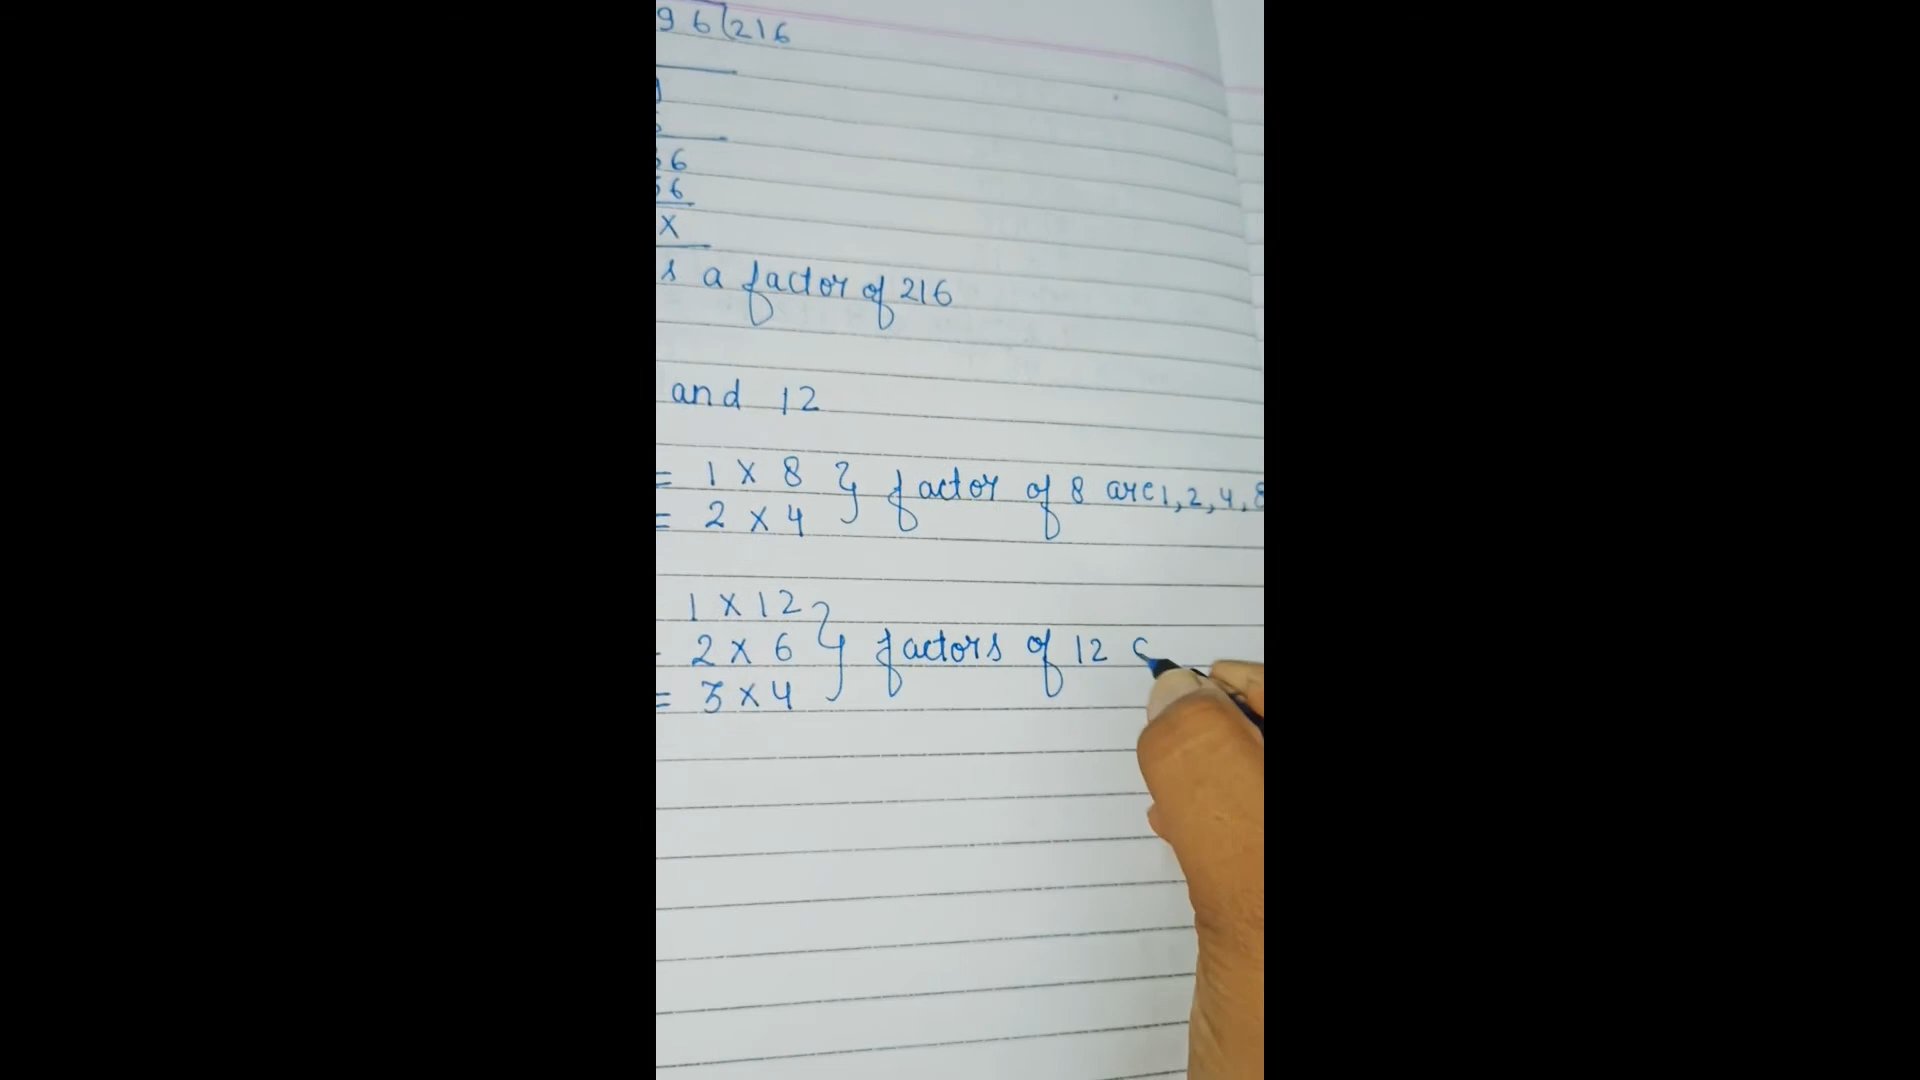 96(216
6
6
x
a factor of 216
and 12
= 1 x 8 } factor of 8 are 1, 2, 4, 8
= 2 x 4
1 x 12
2 x 6 } factors of 12
= 3 x 4